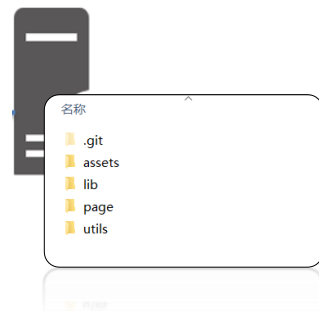 名称
.git
assets
lib
page
utils